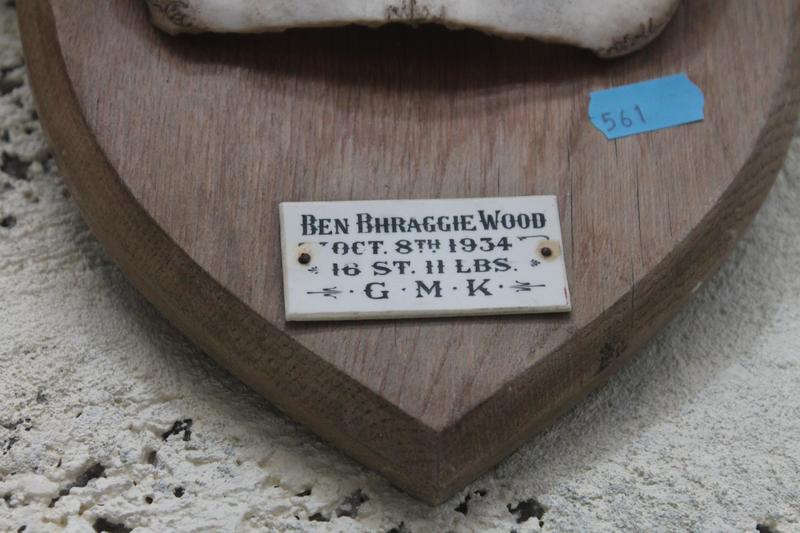 561
BEN BHRAGGIE WOOD
OCT. 8TH 1934
16 ST. 11 LBS.
G · M · K ·